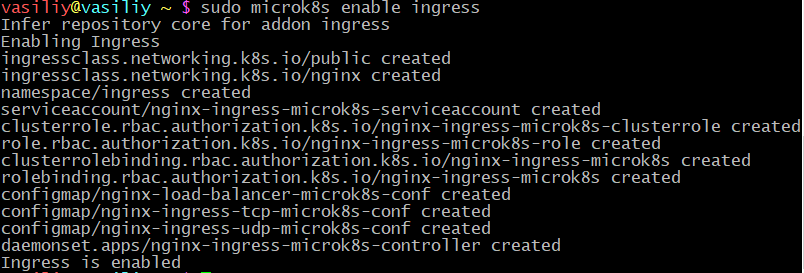 vasiliy@vasiliy ~ $ sudo microk8s enable ingress
Infer repository core for addon ingress
Enabling Ingress
ingressclass.networking.k8s.io/public created
ingressclass.networking.k8s.io/nginx created
namespace/ingress created
serviceaccount/nginx-ingress-microk8s-serviceaccount created
clusterrole.rbac.authorization.k8s.io/nginx-ingress-microk8s-clusterrole created
role.rbac.authorization.k8s.io/nginx-ingress-microk8s-role created
clusterrolebinding.rbac.authorization.k8s.io/nginx-ingress-microk8s created
rolebinding.rbac.authorization.k8s.io/nginx-ingress-microk8s created
configmap/nginx-load-balancer-microk8s-conf created
configmap/nginx-ingress-tcp-microk8s-conf created
configmap/nginx-ingress-udp-microk8s-conf created
daemonset.apps/nginx-ingress-microk8s-controller created
Ingress is enabled